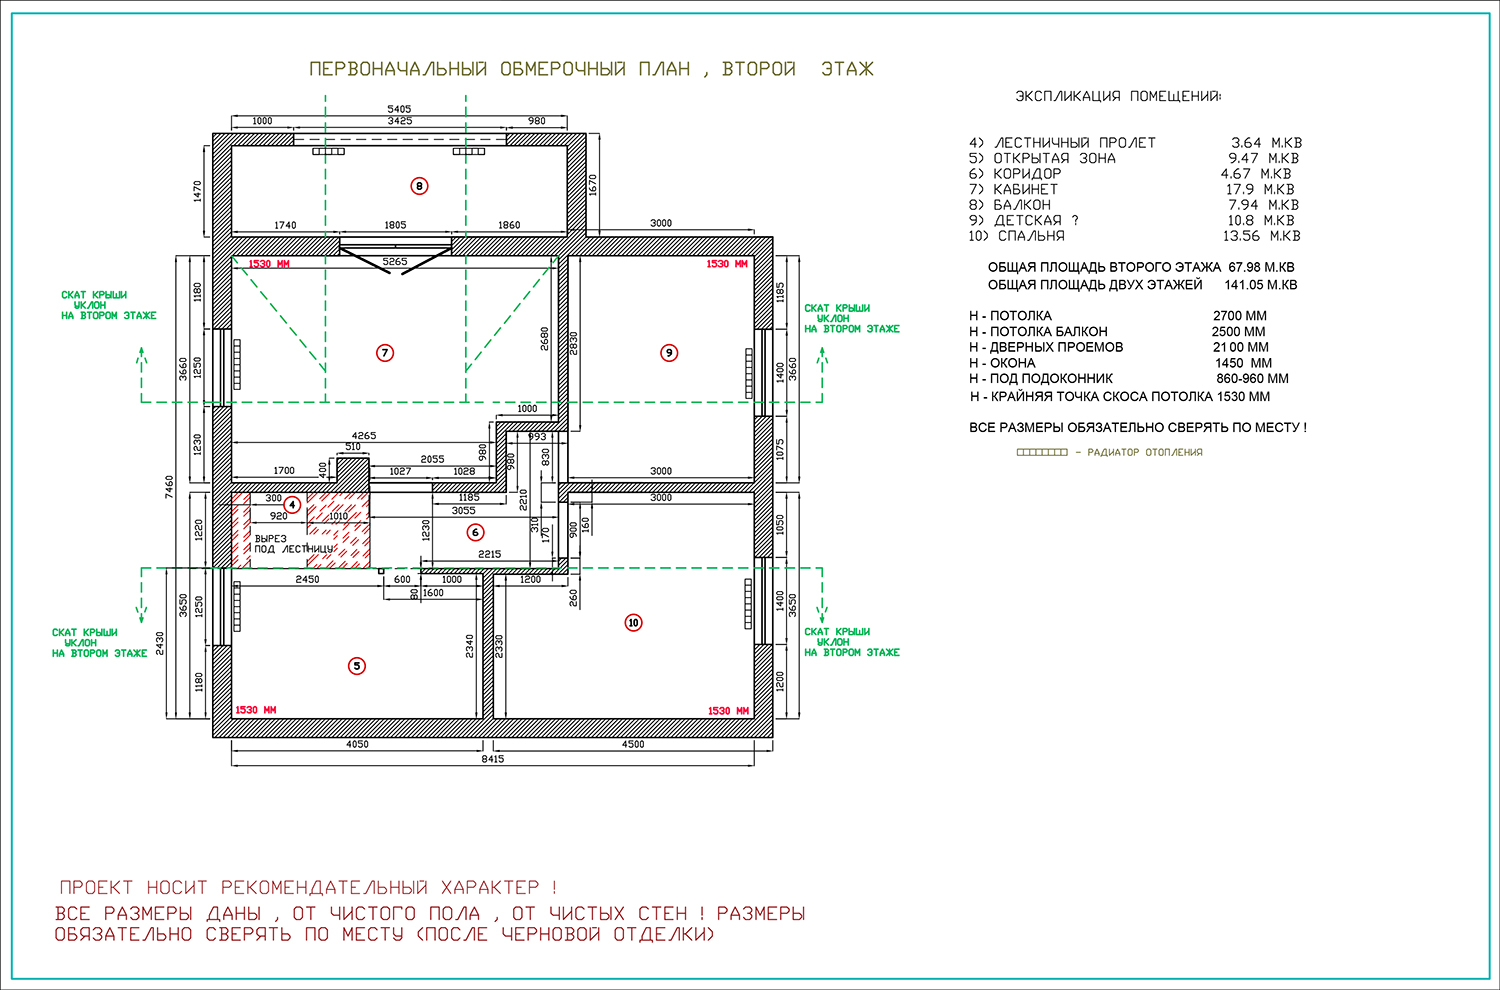 ПЕРВОНАЧАЛЬНЫЙ ОБМЕРОЧНЫЙ ПЛАН , ВТОРОЙ ЭТАЖ
ЭКСПЛИКАЦИЯ ПОМЕЩЕНИЙ:
4) ЛЕСТНИЧНЫЙ ПРОЛЕТ 3.64 М.КВ
5) ОТКРЫТАЯ ЗОНА 9.47 М.КВ
6) КОРИДОР 4.67 М.КВ
7) КАБИНЕТ 17.9 М.КВ
8) БАЛКОН 7.94 М.КВ
9) ДЕТСКАЯ ? 10.8 М.КВ
10) СПАЛЬНЯ 13.56 М.КВ
ОБЩАЯ ПЛОЩАДЬ ВТОРОГО ЭТАЖА 67.98 М.КВ
ОБЩАЯ ПЛОЩАДЬ ДВУХ ЭТАЖЕЙ 141.05 М.КВ
Н - ПОТОЛКА 2700 ММ
Н - ПОТОЛКА БАЛКОН 2500 ММ
Н - ДВЕРНЫХ ПРОЕМОВ 2100 ММ
Н - ОКОНА 1450 ММ
Н - ПОД ПОДОКОННИК 860-960 ММ
Н - КРАЙНЯЯ ТОЧКА СКОСА ПОТОЛКА 1530 ММ
ВСЕ РАЗМЕРЫ ОБЯЗАТЕЛЬНО СВЕРЯТЬ ПО МЕСТУ !
- РАДИАТОР ОТОПЛЕНИЯ
5405
1000 3425 980
1470
8
1670
1740 1805 1860
3000
5265
1530 ММ
1530 ММ
СКАТ КРЫШИ
УКЛОН
НА ВТОРОМ ЭТАЖЕ
СКАТ КРЫШИ
УКЛОН
НА ВТОРОМ ЭТАЖЕ
1180
1185
2680
2830
7
9
3660
1250
1400
3660
1000
4265
993
1230
510
980
980
830
1075
2055
400
1700
1027 1028
3000
7460
300
4
1185
2210
3000
920
1010
3055
1220
1230
6
310
170
900
160
1050
ВЫРЕЗ
ПОД ЛЕСТНИЦУ
2215
2450
600
1000
1200
80
1600
260
3650
1250
1400
3650
2430
10
СКАТ КРЫШИ
УКЛОН
НА ВТОРОМ ЭТАЖЕ
СКАТ КРЫШИ
УКЛОН
НА ВТОРОМ ЭТАЖЕ
2340
2330
5
1180
1200
1530 ММ
1530 ММ
4050
4500
8415
ПРОЕКТ НОСИТ РЕКОМЕНДАТЕЛЬНЫЙ ХАРАКТЕР !
ВСЕ РАЗМЕРЫ ДАНЫ , ОТ ЧИСТОГО ПОЛА , ОТ ЧИСТЫХ СТЕН ! РАЗМЕРЫ
ОБЯЗАТЕЛЬНО СВЕРЯТЬ ПО МЕСТУ (ПОСЛЕ ЧЕРНОВОЙ ОТДЕЛКИ)